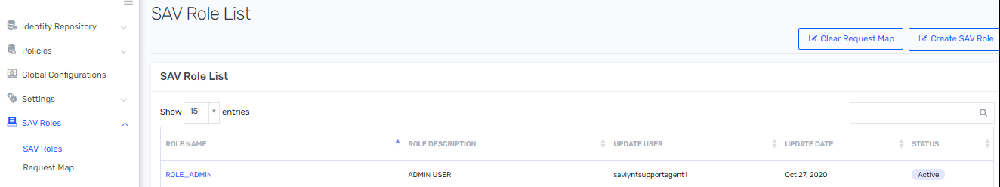 SAV Role List
Identity Repository
Policies
Global Configurations
Settings
SAV Roles
SAV Roles
Request Map
Clear Request Map
Create SAV Role
SAV Role List
Show 15 entries
ROLE NAME ROLE DESCRIPTION UPDATE USER UPDATE DATE STATUS
ROLE_ADMIN ADMIN USER saviyntsupportagent1 Oct 27, 2020 Active